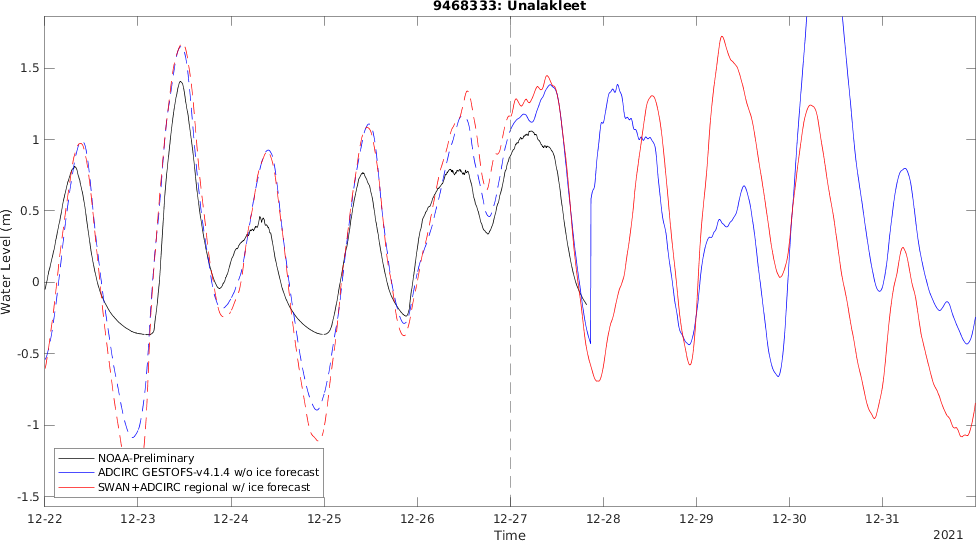 9468333: Unalakleet
Water Level (m)
1.5
1
0.5
0
-0.5
-1
-1.5
NOAA-Preliminary
ADCIRC GESTOFS-v4.1.4 w/o ice forecast
SWAN+ADCIRC regional w/ ice forecast
12-22 12-23 12-24 12-25 12-26 12-27 12-28 12-29 12-30 12-31
Time
2021